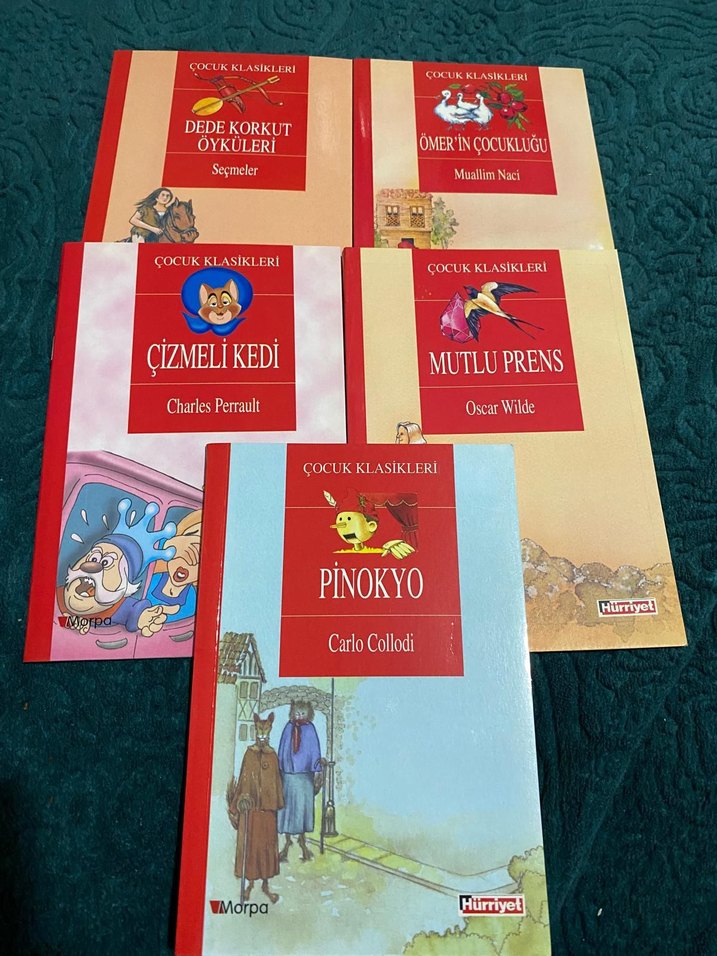 ÇOCUK KLASİKLERİ
DEDE KORKUT
ÖYKÜLERİ
Seçmeler
ÇOCUK KLASİKLERİ
ÖMER'İN ÇOCUKLUĞU
Muallim Naci
ÇOCUK KLASİKLERİ
ÇİZMELİ KEDİ
Charles Perrault
Morpa
ÇOCUK KLASİKLERİ
MUTLU PRENS
Oscar Wilde
Hürriyet
ÇOCUK KLASİKLERİ
PİNOKYO
Carlo Collodi
Morpa
Hürriyet